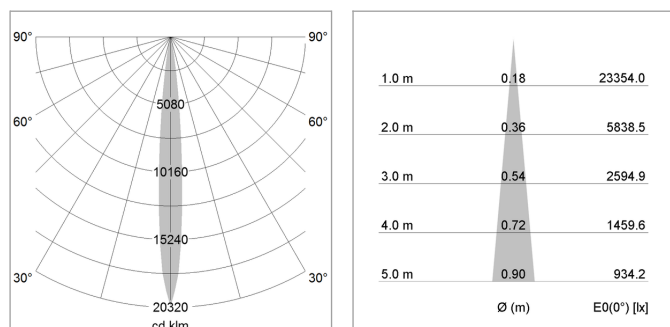 90° 90°
5080
60° 60°
10160
15240
30° 30°
20320
cd klm
1.0 m 0.18 23354.0
2.0 m 0.36 5838.5
3.0 m 0.54 2594.9
4.0 m 0.72 1459.6
5.0 m 0.90 934.2
Ø (m) E0(0°) [lx]